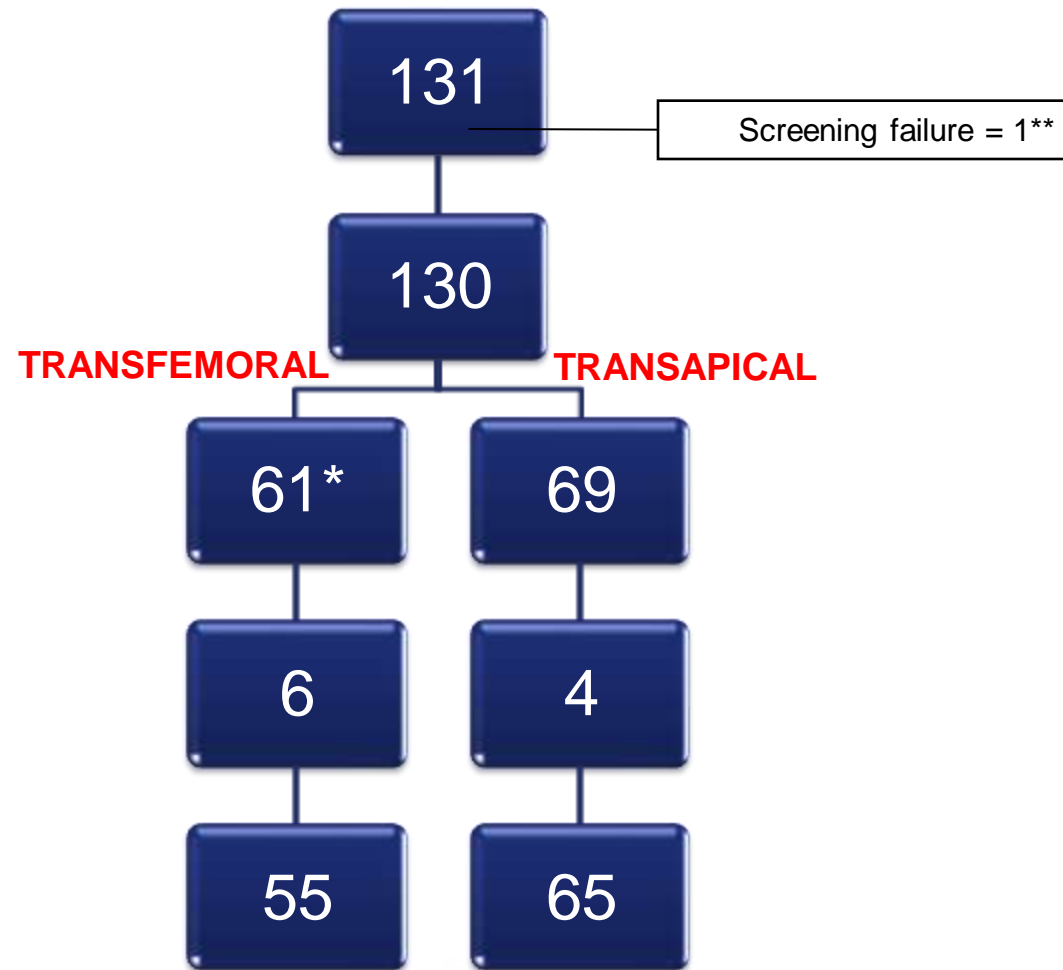 131
Screening failure = 1**
130
TRANSFEMORAL
TRANSAPICAL
61*
69
6
4
55
65